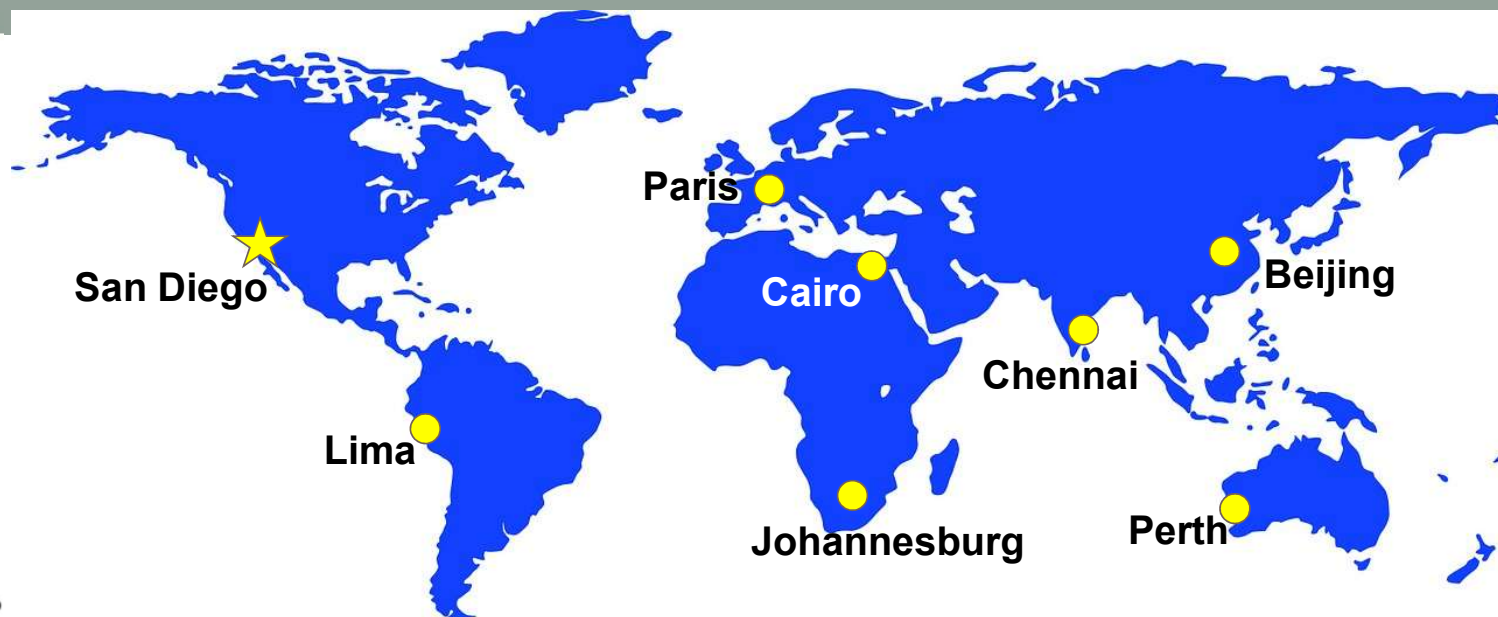 Paris
San Diego
Cairo
Beijing
Chennai
Lima
Johannesburg
Perth